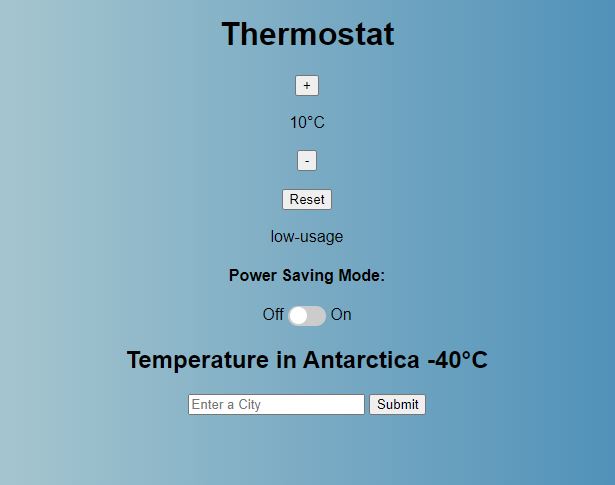 Thermostat
+
10°C
-
Reset
low-usage
Power Saving Mode:
Off On
Temperature in Antarctica -40°C
Enter a City Submit